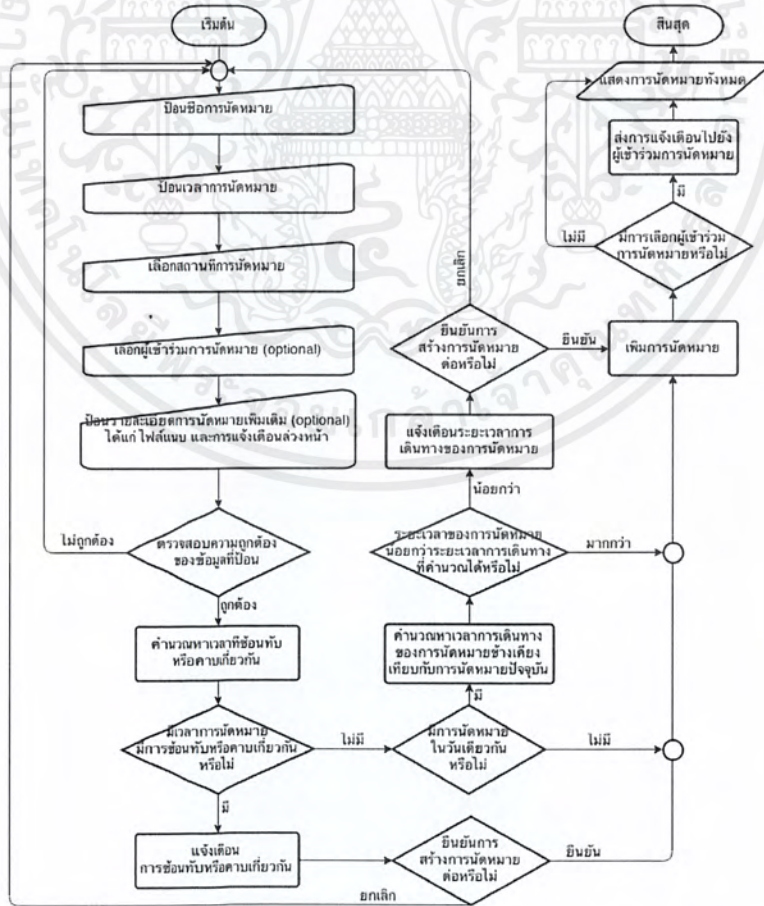 เริ่มต้น
ป้อนชื่อการนัดหมาย
ป้อนเวลาการนัดหมาย
เลือกสถานที่การนัดหมาย
เลือกผู้เข้าร่วมการนัดหมาย (optional)
ป้อนรายละเอียดการนัดหมายเพิ่มเติม (optional)
ได้แก่ ไฟล์แนบ และการแจ้งเตือนล่วงหน้า
ไม่ถูกต้อง
ตรวจสอบความถูกต้อง
ของข้อมูลที่ป้อน
ถูกต้อง
คำนวณหาเวลาที่ซ้อนทับ
หรือคาบเกี่ยวกัน
มีเวลาการนัดหมาย
มีการซ้อนทับหรือคาบเกี่ยวกัน
หรือไม่
ไม่มี
มี
แจ้งเตือน
การซ้อนทับหรือคาบเกี่ยวกัน
ยืนยันการ
สร้างการนัดหมาย
ต่อหรือไม่
ยืนยัน
ยกเลิก
มีการนัดหมาย
ในวันเดียวกัน
หรือไม่
ไม่มี
มี
คำนวณหาเวลาการเดินทาง
ของการนัดหมายข้างเคียง
เทียบกับการนัดหมายปัจจุบัน
ระยะเวลาของการนัดหมาย
น้อยกว่าระยะเวลาการเดินทาง
ที่คำนวณได้หรือไม่
มากกว่า
น้อยกว่า
แจ้งเตือนระยะเวลาการ
เดินทางของการนัดหมาย
ยืนยันการ
สร้างการนัดหมาย
ต่อหรือไม่
ยกเลิก
ยืนยัน
เพิ่มการนัดหมาย
มีการเลือกผู้เข้าร่วม
การนัดหมายหรือไม่
ไม่มี
มี
ส่งการแจ้งเตือนไปยัง
ผู้เข้าร่วมการนัดหมาย
แสดงการนัดหมายทั้งหมด
สิ้นสุด